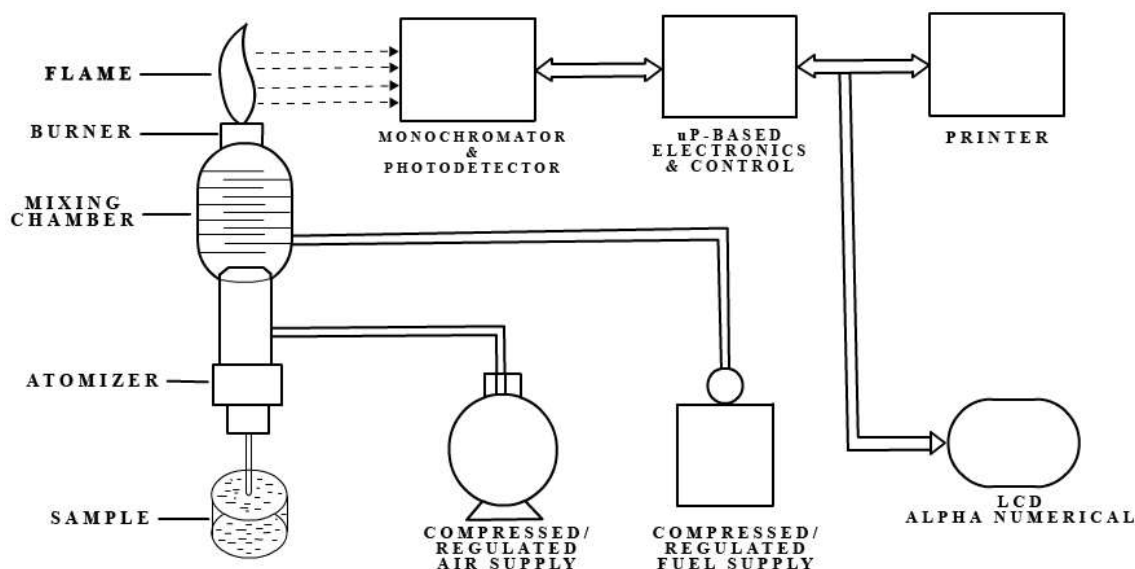 FLAME
BURNER
MIXING
CHAMBER
ATOMIZER
SAMPLE
MONOCHROMATOR
&
PHOTODETECTOR
uP-BASED
ELECTRONICS
& CONTROL
PRINTER
COMPRESSED/
REGULATED
AIR SUPPLY
COMPRESSED/
REGULATED
FUEL SUPPLY
LCD
ALPHA NUMERICAL